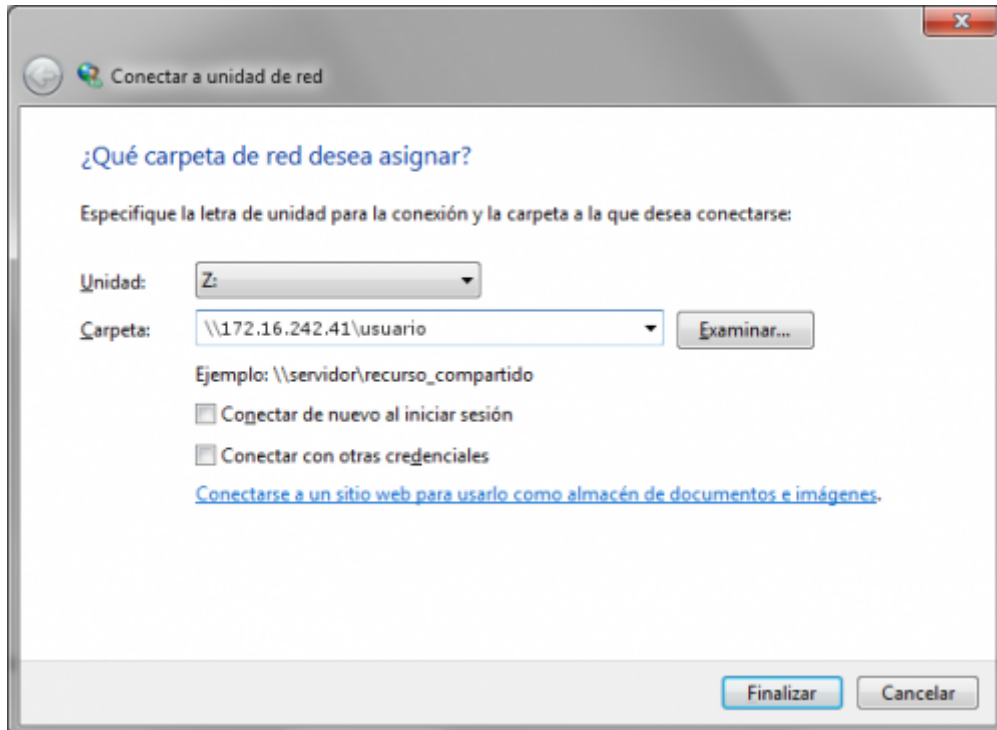 Conectar a unidad de red
¿Qué carpeta de red desea asignar?
Especifique la letra de unidad para la conexión y la carpeta a la que desea conectarse:
Unidad: Z:
Carpeta: \\172.16.242.41\usuario Examinar...
Ejemplo: \\servidor\recurso_compartido
Conectar de nuevo al iniciar sesión
Conectar con otras credenciales
Conectarse a un sitio web para usarlo como almacén de documentos e imágenes.
Finalizar Cancelar